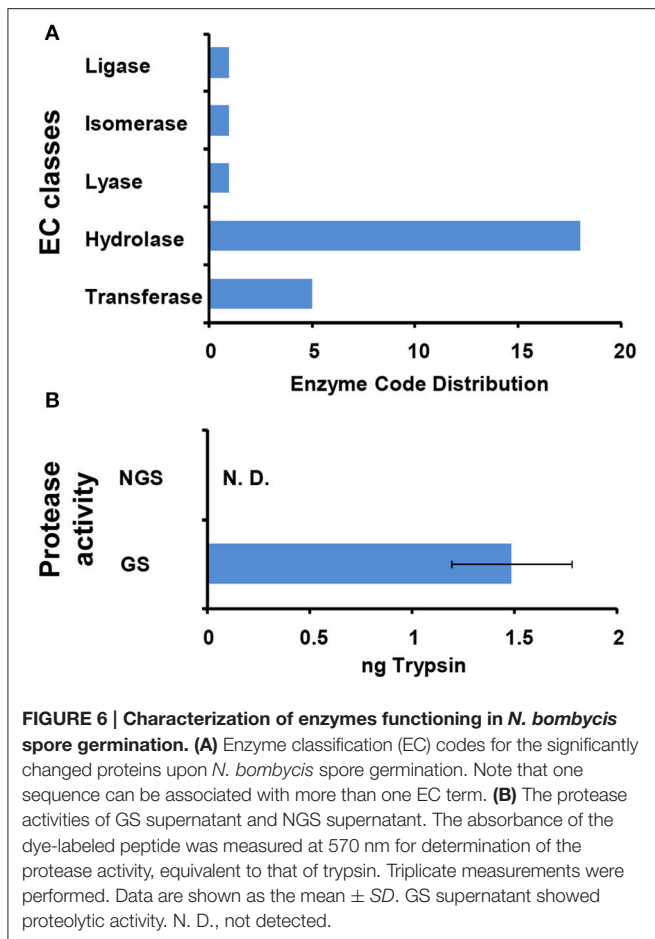 A
EC classes
Ligase
Isomerase
Lyase
Hydrolase
Transferase
0 5 10 15 20
Enzyme Code Distribution
B
Protease
activity
NGS
N. D.
GS
0 0.5 1 1.5 2
ng Trypsin
FIGURE 6 | Characterization of enzymes functioning in N. bombycis
spore germination. (A) Enzyme classification (EC) codes for the significantly
changed proteins upon N. bombycis spore germination. Note that one
sequence can be associated with more than one EC term. (B) The protease
activities of GS supernatant and NGS supernatant. The absorbance of the
dye-labeled peptide was measured at 570 nm for determination of the
protease activity, equivalent to that of trypsin. Triplicate measurements were
performed. Data are shown as the mean ± SD. GS supernatant showed
proteolytic activity. N. D., not detected.